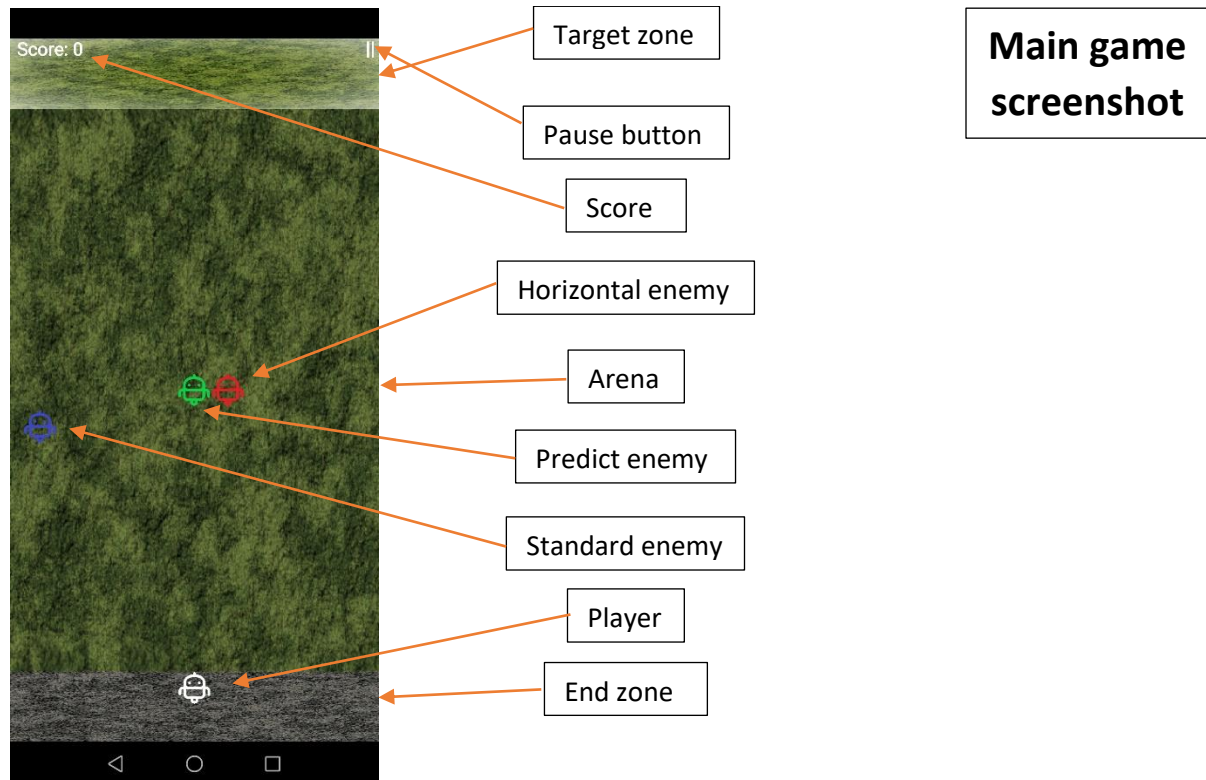 Score: 0
Target zone
Main game
screenshot
Pause button
Score
Horizontal enemy
Arena
Predict enemy
Standard enemy
Player
End zone